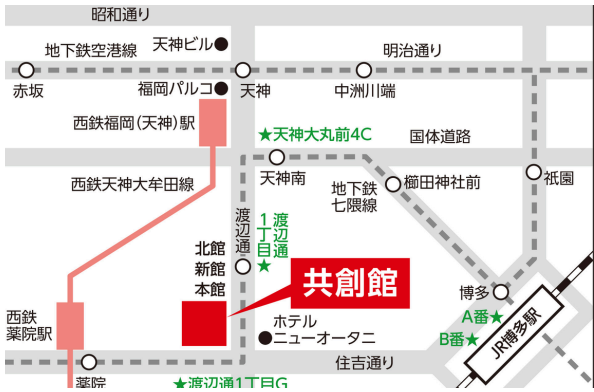 昭和通り
地下鉄空港線
天神ビル
明治通り
赤坂
福岡パルコ
天神
中洲川端
西鉄福岡(天神)駅
★天神大丸前4C
国体道路
西鉄天神大牟田線
天神南
地下鉄
七隈線
櫛田神社前
祇園
渡辺通
渡辺通
1丁目
★
北館
新館
本館
共創館
博多
A番★
B番★
JR博多駅
西鉄
薬院駅
ホテル
ニューオータニ
住吉通り
薬院
★渡辺通1丁目G